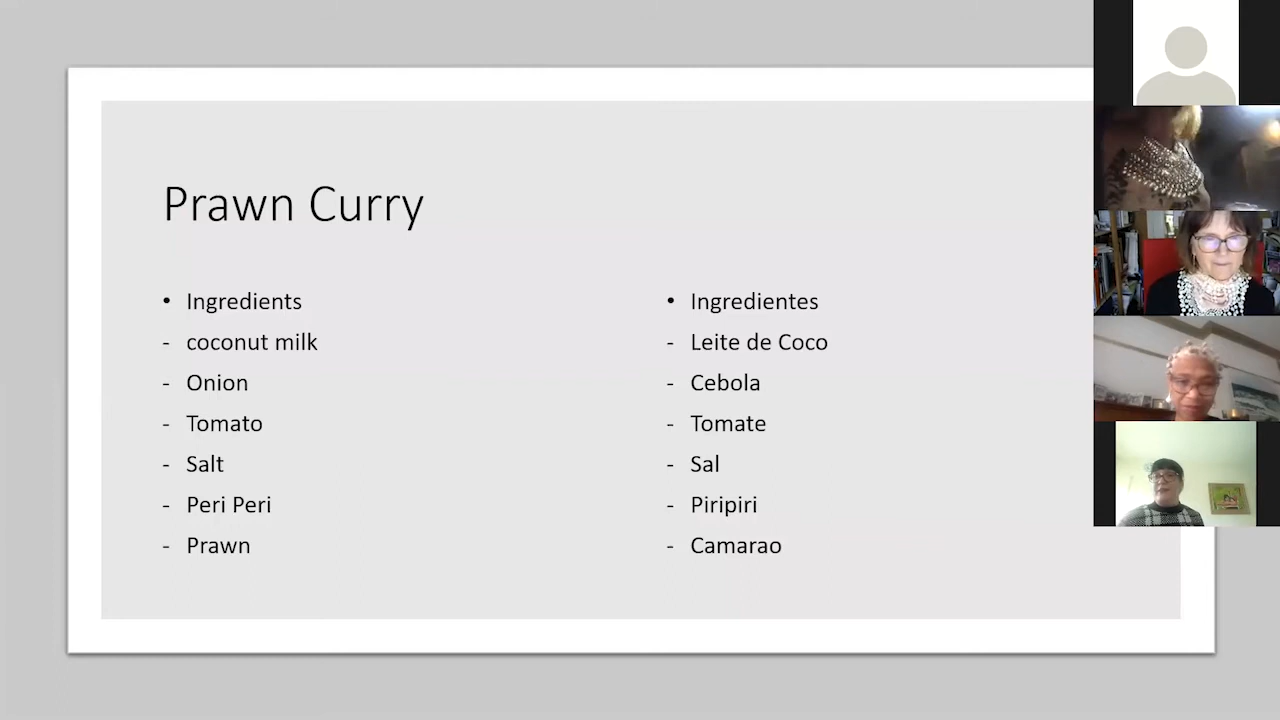 Prawn Curry
• Ingredients
- coconut milk
- Onion
- Tomato
- Salt
- Peri Peri
- Prawn
• Ingredientes
- Leite de Coco
- Cebola
- Tomate
- Sal
- Piripiri
- Camarao